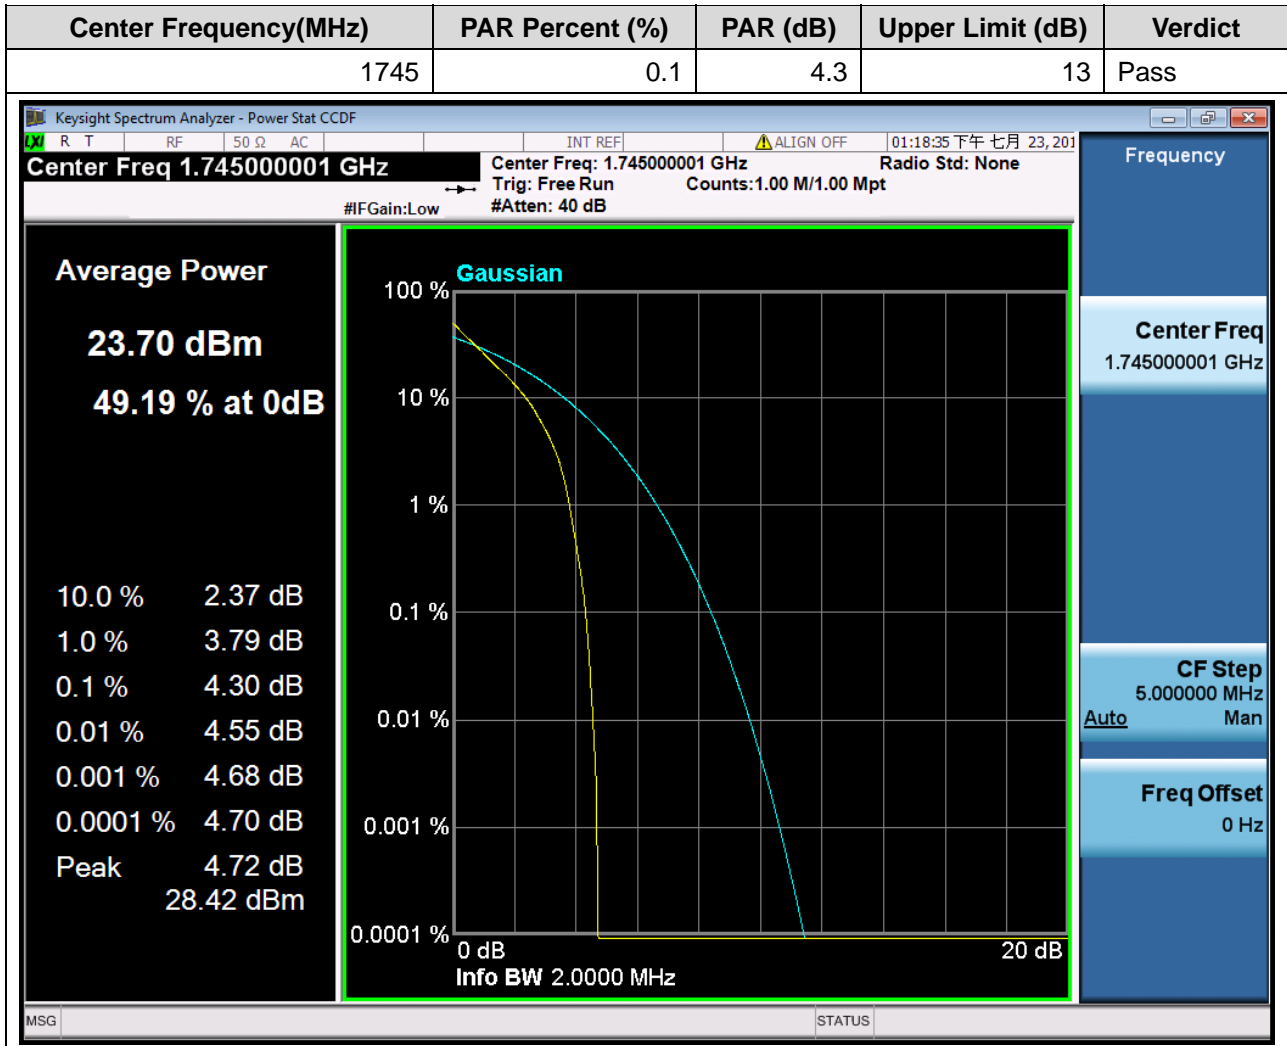 Center Frequency(MHz) PAR Percent (%) PAR (dB) Upper Limit (dB) Verdict
1745 0.1 4.3 13 Pass
Keysight Spectrum Analyzer - Power Stat CCDF
LXI R T RF 50 Ω AC INT REF ALIGN OFF 01:18:35 下午 七月 23, 201
Center Freq 1.745000001 GHz
Center Freq: 1.745000001 GHz Radio Std: None
Trig: Free Run Counts:1.00 M/1.00 Mpt
#IFGain:Low #Atten: 40 dB
Average Power
23.70 dBm
49.19 % at 0dB
10.0 % 2.37 dB
1.0 % 3.79 dB
0.1 % 4.30 dB
0.01 % 4.55 dB
0.001 % 4.68 dB
0.0001 % 4.70 dB
Peak 4.72 dB
28.42 dBm
Gaussian
100 %
10 %
1 %
0.1 %
0.01 %
0.001 %
0.0001 %
0 dB 20 dB
Info BW 2.0000 MHz
Frequency
Center Freq
1.745000001 GHz
CF Step
5.000000 MHz
Auto Man
Freq Offset
0 Hz
MSG STATUS